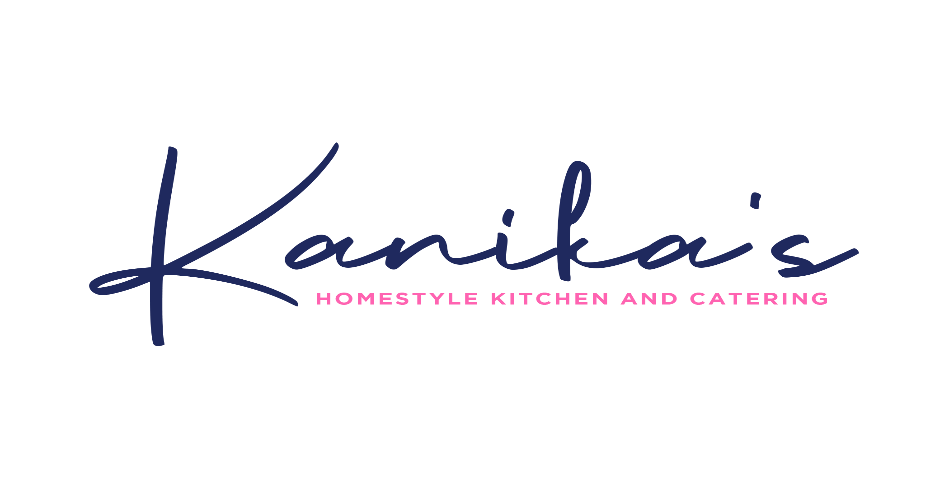 Kanika's
HOMESTYLE KITCHEN AND CATERING